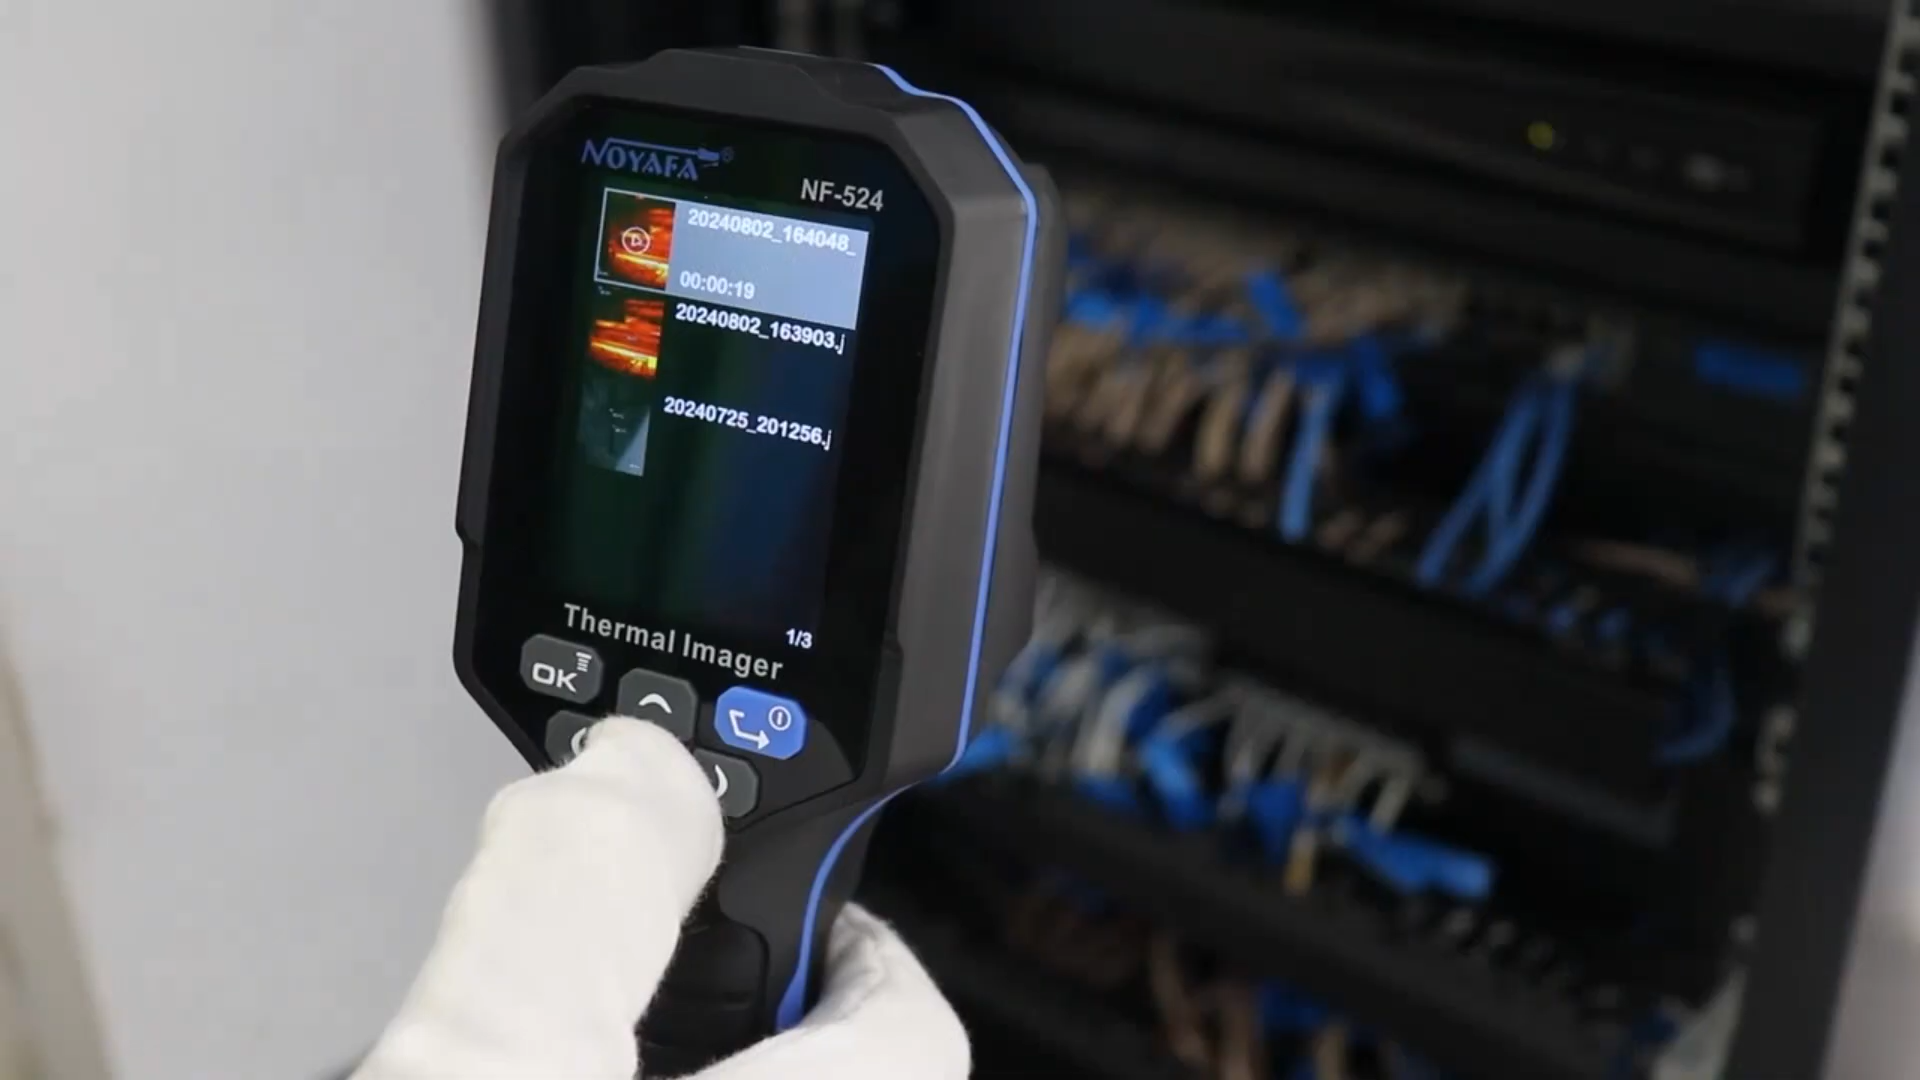 NOYAFA®
NF-524
20240802_164048_
00:00:19
20240802_163903.j
20240725_201256.j
1/3
Thermal Imager
OK